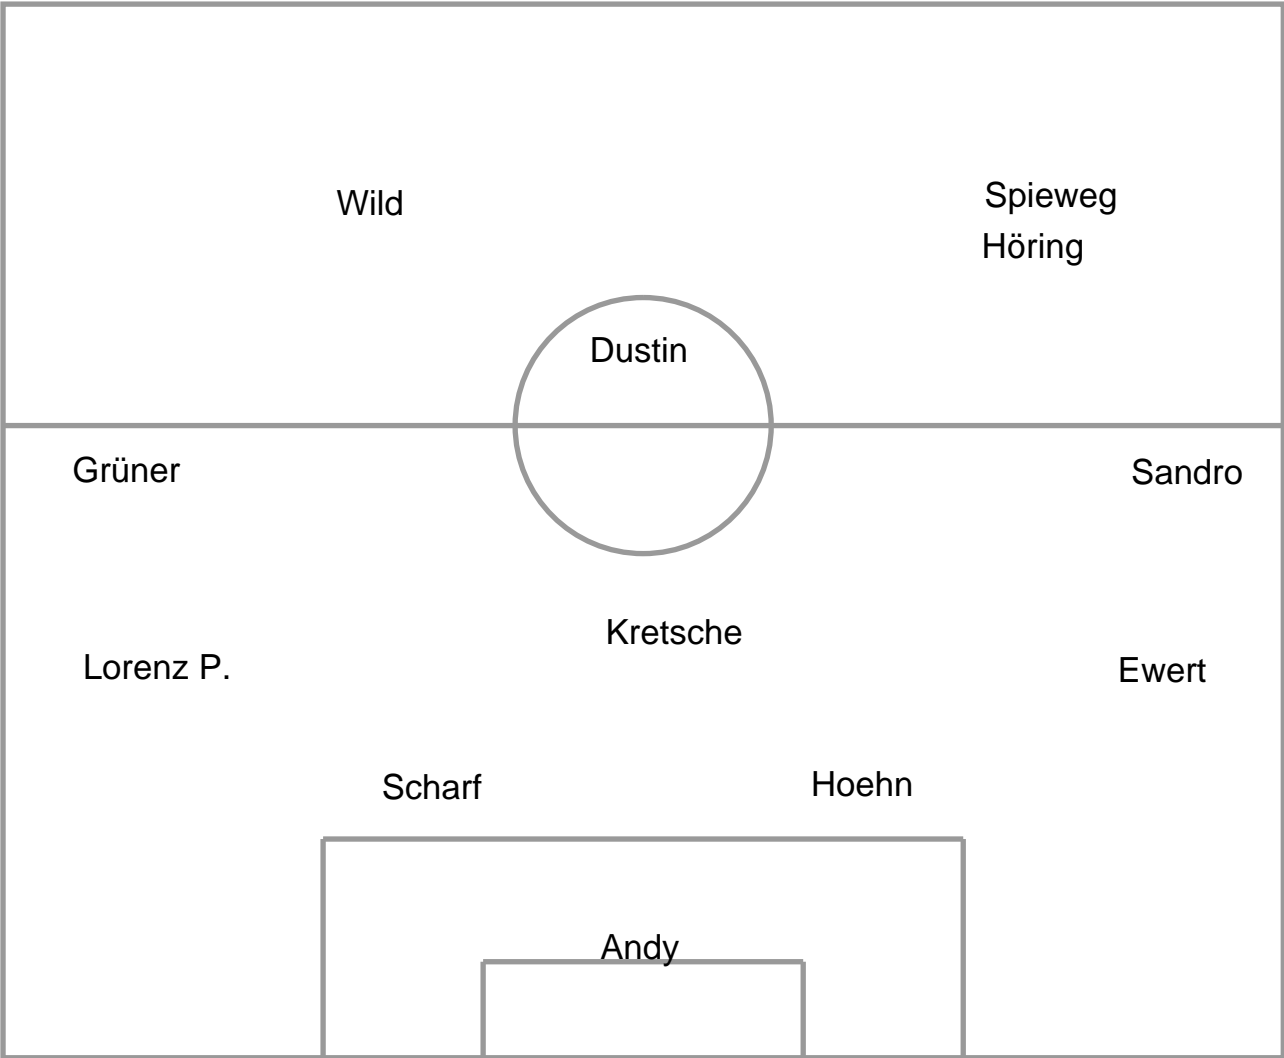 Wild
Spieweg
Höring
Dustin
Grüner
Sandro
Kretsche
Lorenz P.
Ewert
Scharf
Hoehn
Andy